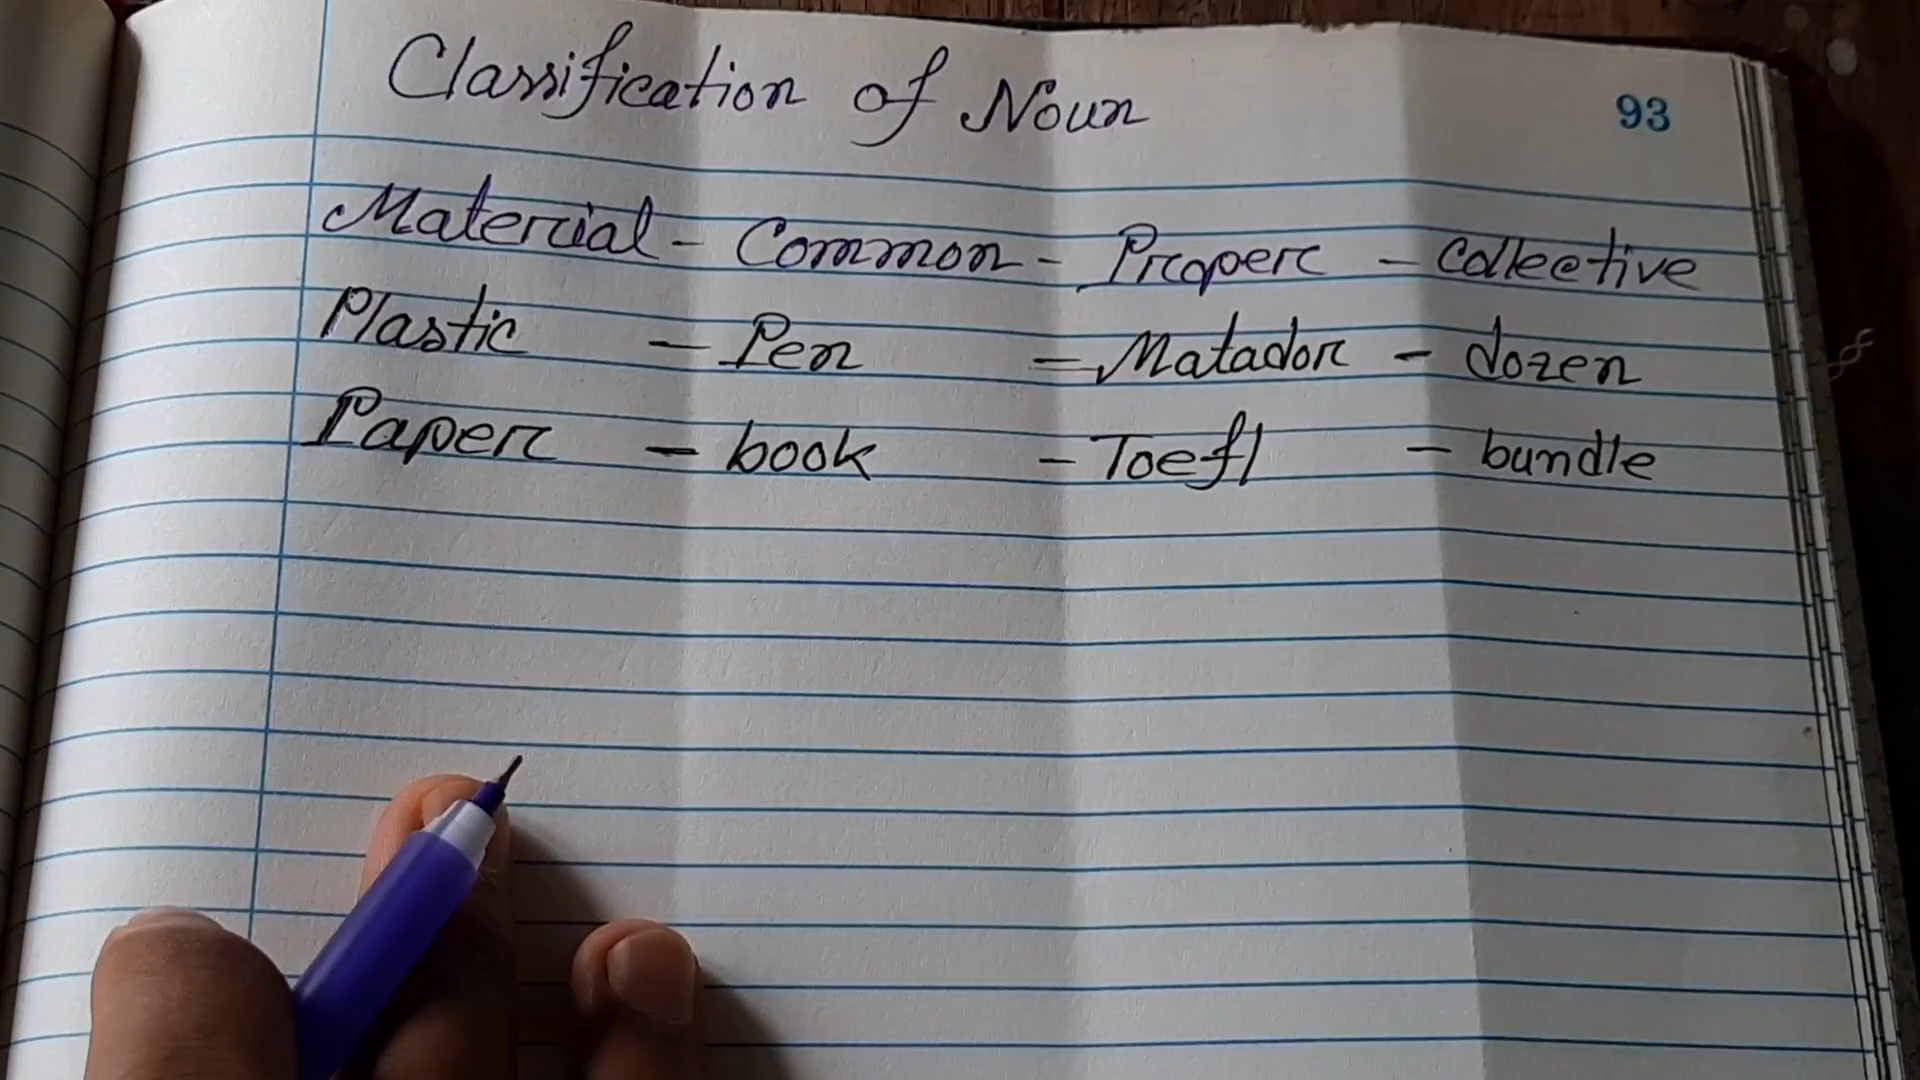 Classification of Noun
93
Material - Common - Proper - Collective
Plastic - Pen = Matador - dozen
Paper - book - Toefl - bundle